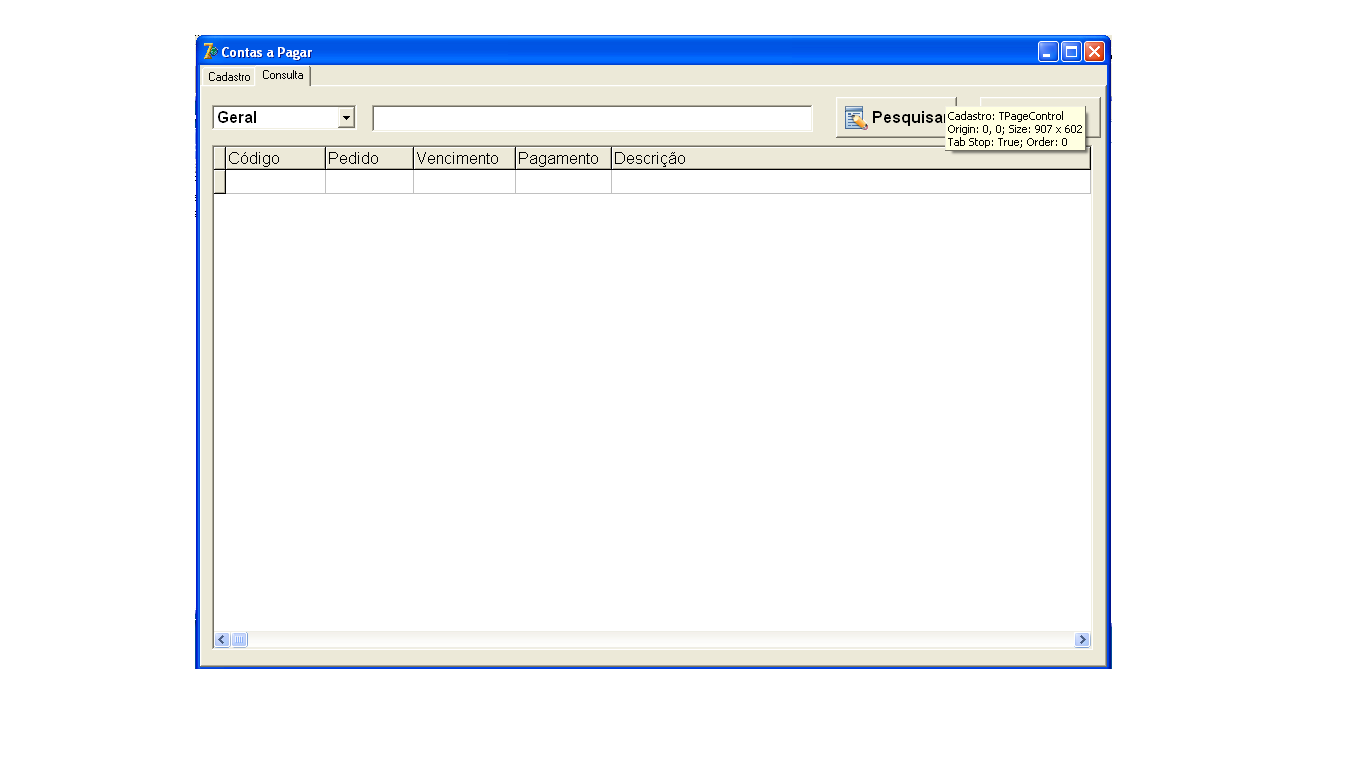 Contas a Pagar
Cadastro Consulta
Geral Pesquisar
Cadastro: TPageControl
Origin: 0, 0; Size: 907 x 602
Tab Stop: True; Order: 0
Código Pedido Vencimento Pagamento Descrição